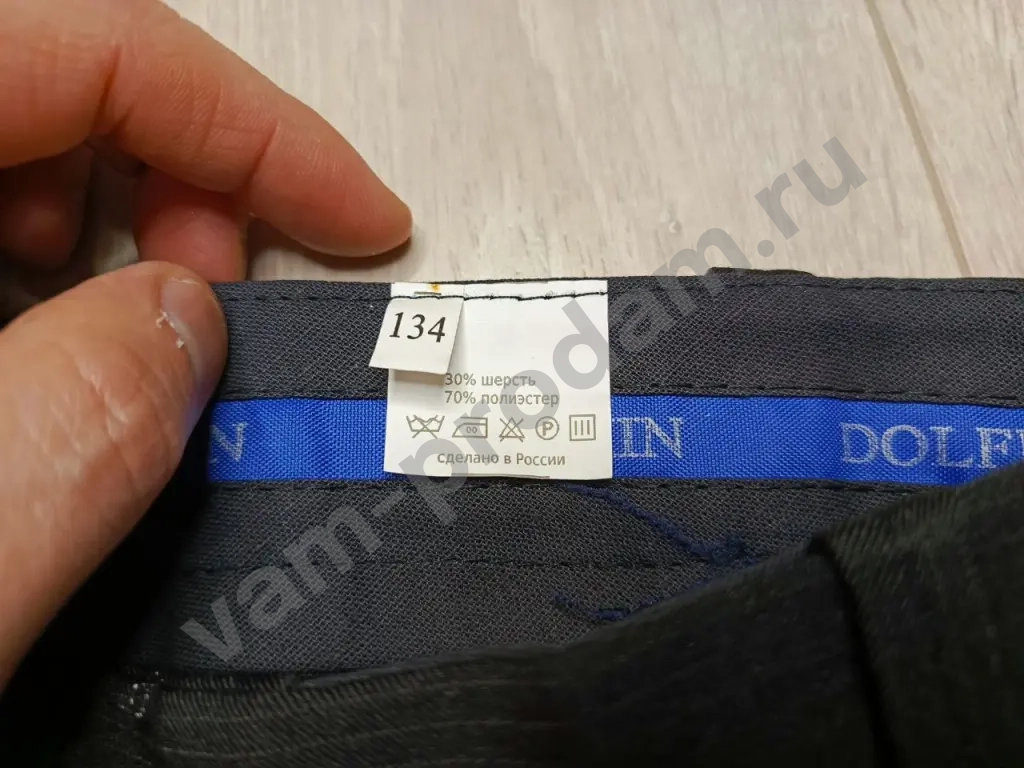 134
30% шерсть
70% полиэстер
сделано в России
IN
DOLF
vam-prodam.ru